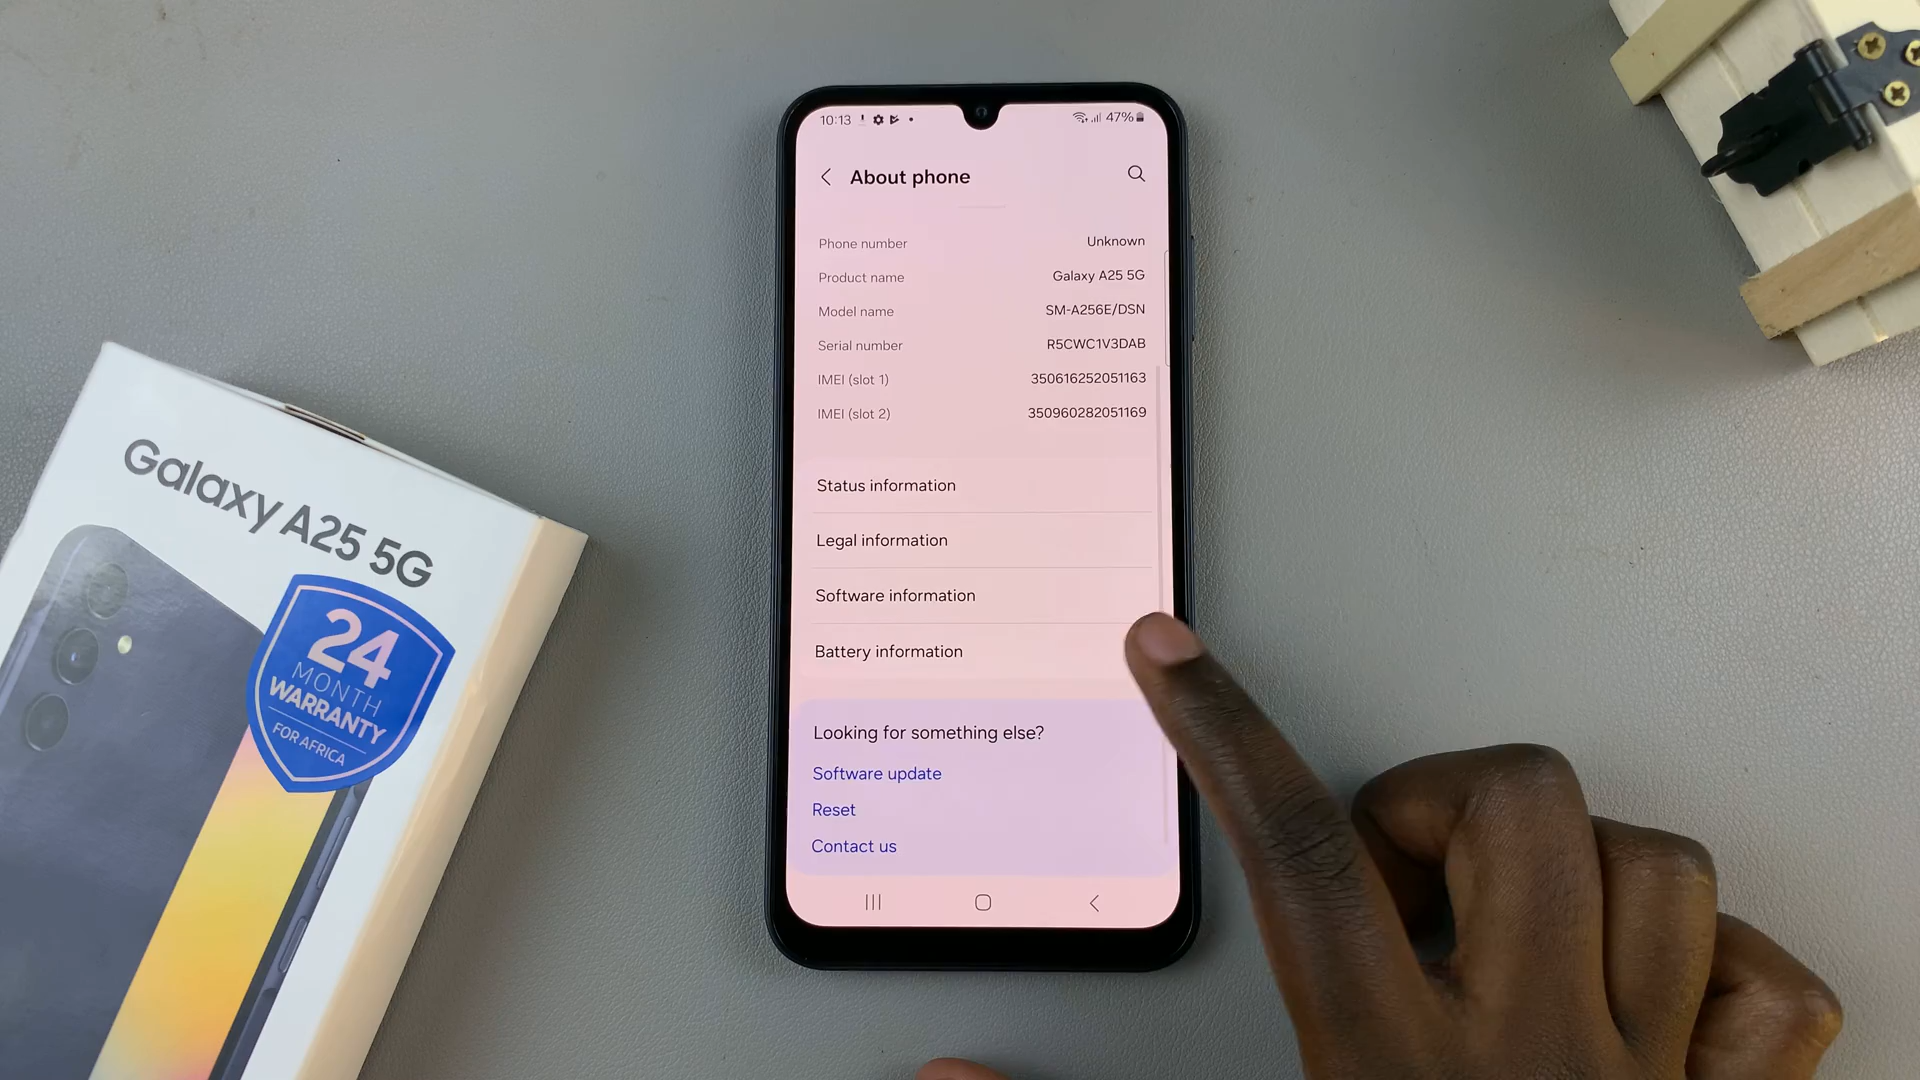 10:13
47%
About phone
Phone number Unknown
Product name Galaxy A25 5G
Model name SM-A256E/DSN
Serial number R5CWC1V3DAB
IMEI (slot 1) 350616252051163
IMEI (slot 2) 350960282051169
Status information
Legal information
Software information
Battery information
Looking for something else?
Software update
Reset
Contact us
Galaxy A25 5G
24
MONTH
WARRANTY
FOR AFRICA